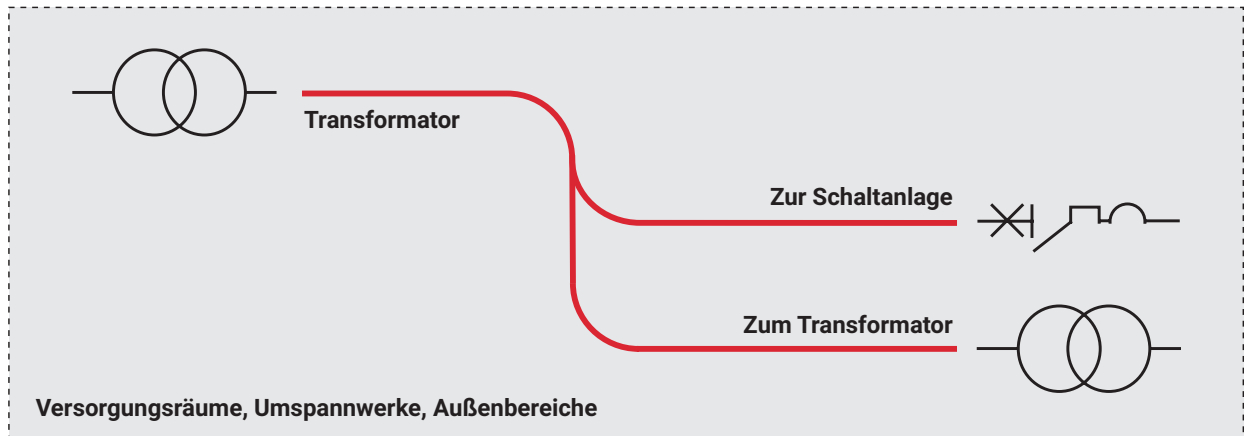 Transformator
Zur Schaltanlage
Zum Transformator
Versorgungsräume, Umspannwerke, Außenbereiche